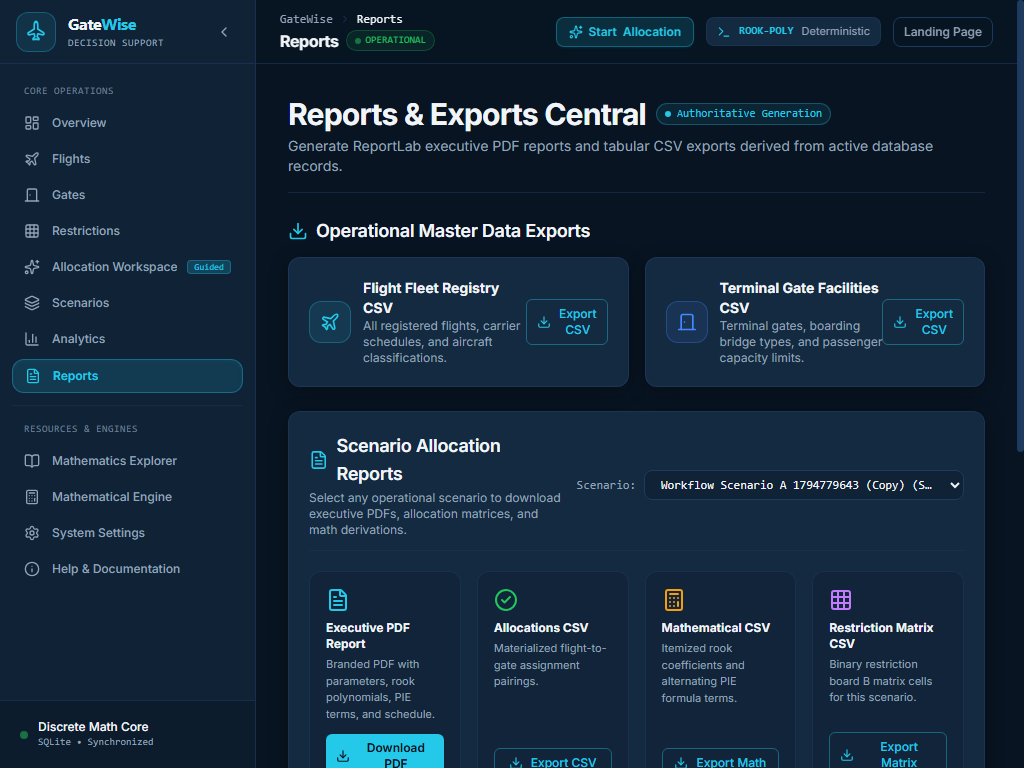 GateWise
DECISION SUPPORT
CORE OPERATIONS
Overview
Flights
Gates
Restrictions
Allocation Workspace Guided
Scenarios
Analytics
Reports
RESOURCES & ENGINES
Mathematics Explorer
Mathematical Engine
System Settings
Help & Documentation
Discrete Math Core
SQLite • Synchronized
GateWise Reports
Reports OPERATIONAL
Start Allocation
ROOK-POLY Deterministic
Landing Page
Reports & Exports Central Authoritative Generation
Generate ReportLab executive PDF reports and tabular CSV exports derived from active database
records.
Operational Master Data Exports
Flight Fleet Registry
CSV
All registered flights, carrier
schedules, and aircraft
classifications.
Export
CSV
Terminal Gate Facilities
CSV
Terminal gates, boarding
bridge types, and passenger
capacity limits.
Export
CSV
Scenario Allocation
Reports
Select any operational scenario to download
executive PDFs, allocation matrices, and
math derivations.
Scenario: Workflow Scenario A 1794779643 (Copy) (S…
Executive PDF
Report
Branded PDF with
parameters, rook
polynomials, PIE
terms, and schedule.
Download
PDF
Allocations CSV
Materialized flight-to-
gate assignment
pairings.
Export CSV
Mathematical CSV
Itemized rook
coefficients and
alternating PIE
formula terms.
Export Math
Restriction Matrix
CSV
Binary restriction
board B matrix cells
for this scenario.
Export
Matrix